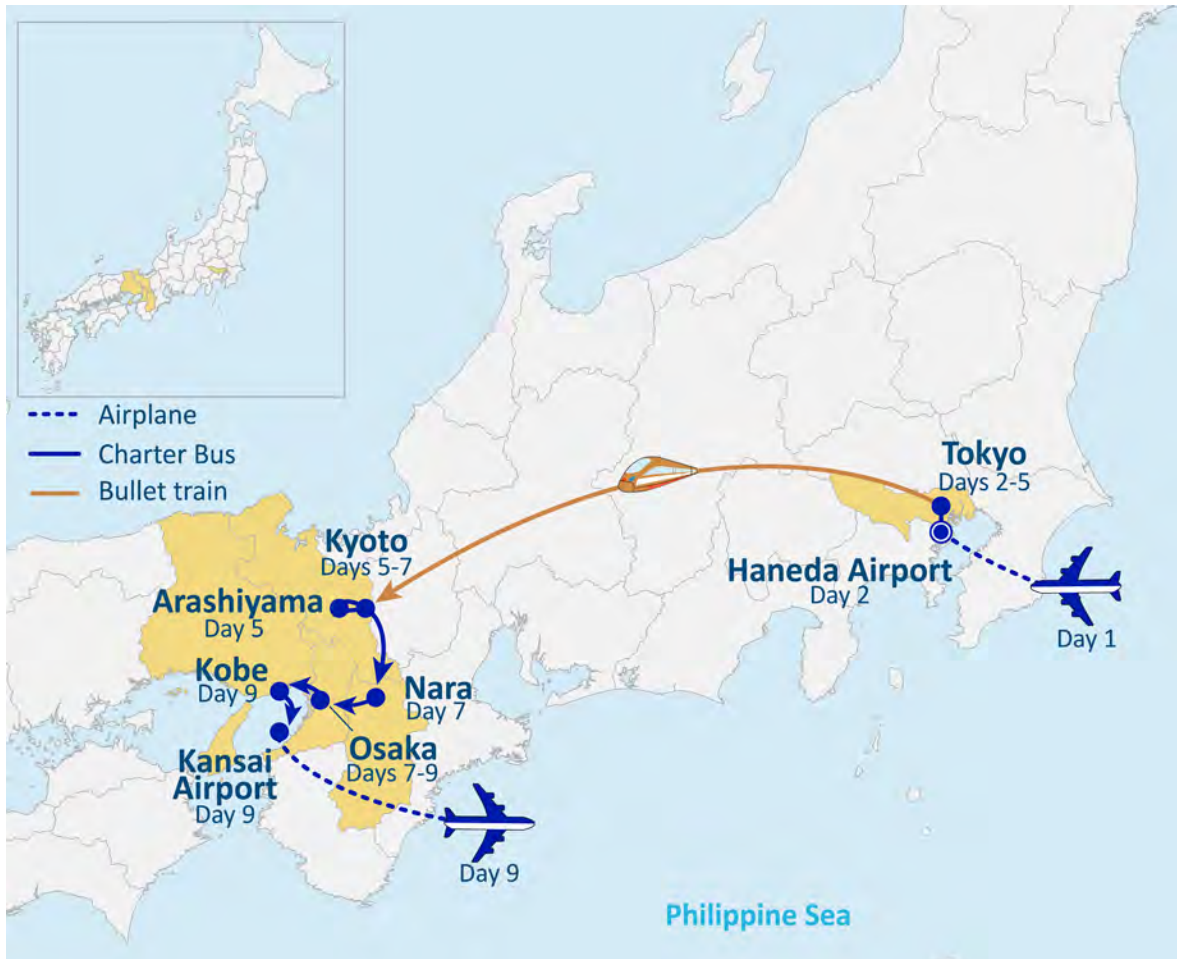 Airplane
Charter Bus
Bullet train
Tokyo
Days 2-5
Haneda Airport
Day 2
Day 1
Kyoto
Days 5-7
Arashiyama
Day 5
Kobe
Day 9
Nara
Day 7
Osaka
Days 7-9
Kansai
Airport
Day 9
Day 9
Philippine Sea